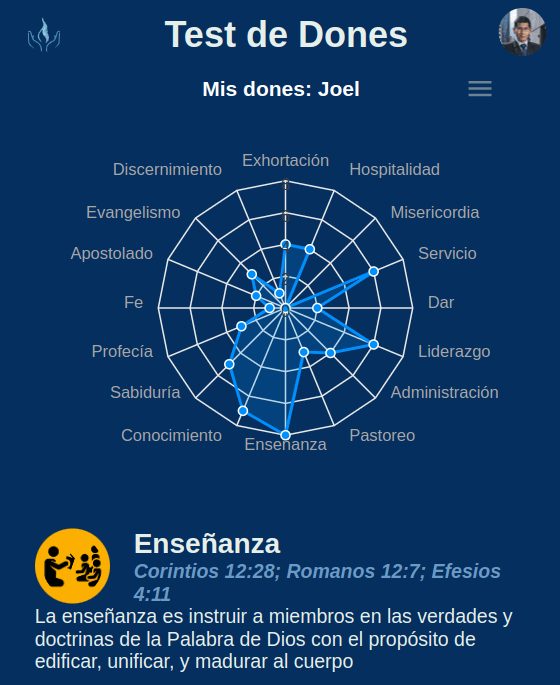 Test de Dones
Mis dones: Joel
Exhortación
Discernimiento
Hospitalidad
Evangelismo
Misericordia
Apostolado
Servicio
Fe
Dar
Profecía
Liderazgo
Sabiduría
Administración
Conocimiento
Pastoreo
Enseñanza
Enseñanza
Corintios 12:28; Romanos 12:7; Efesios
4:11
La enseñanza es instruir a miembros en las verdades y
doctrinas de la Palabra de Dios con el propósito de
edificar, unificar, y madurar al cuerpo